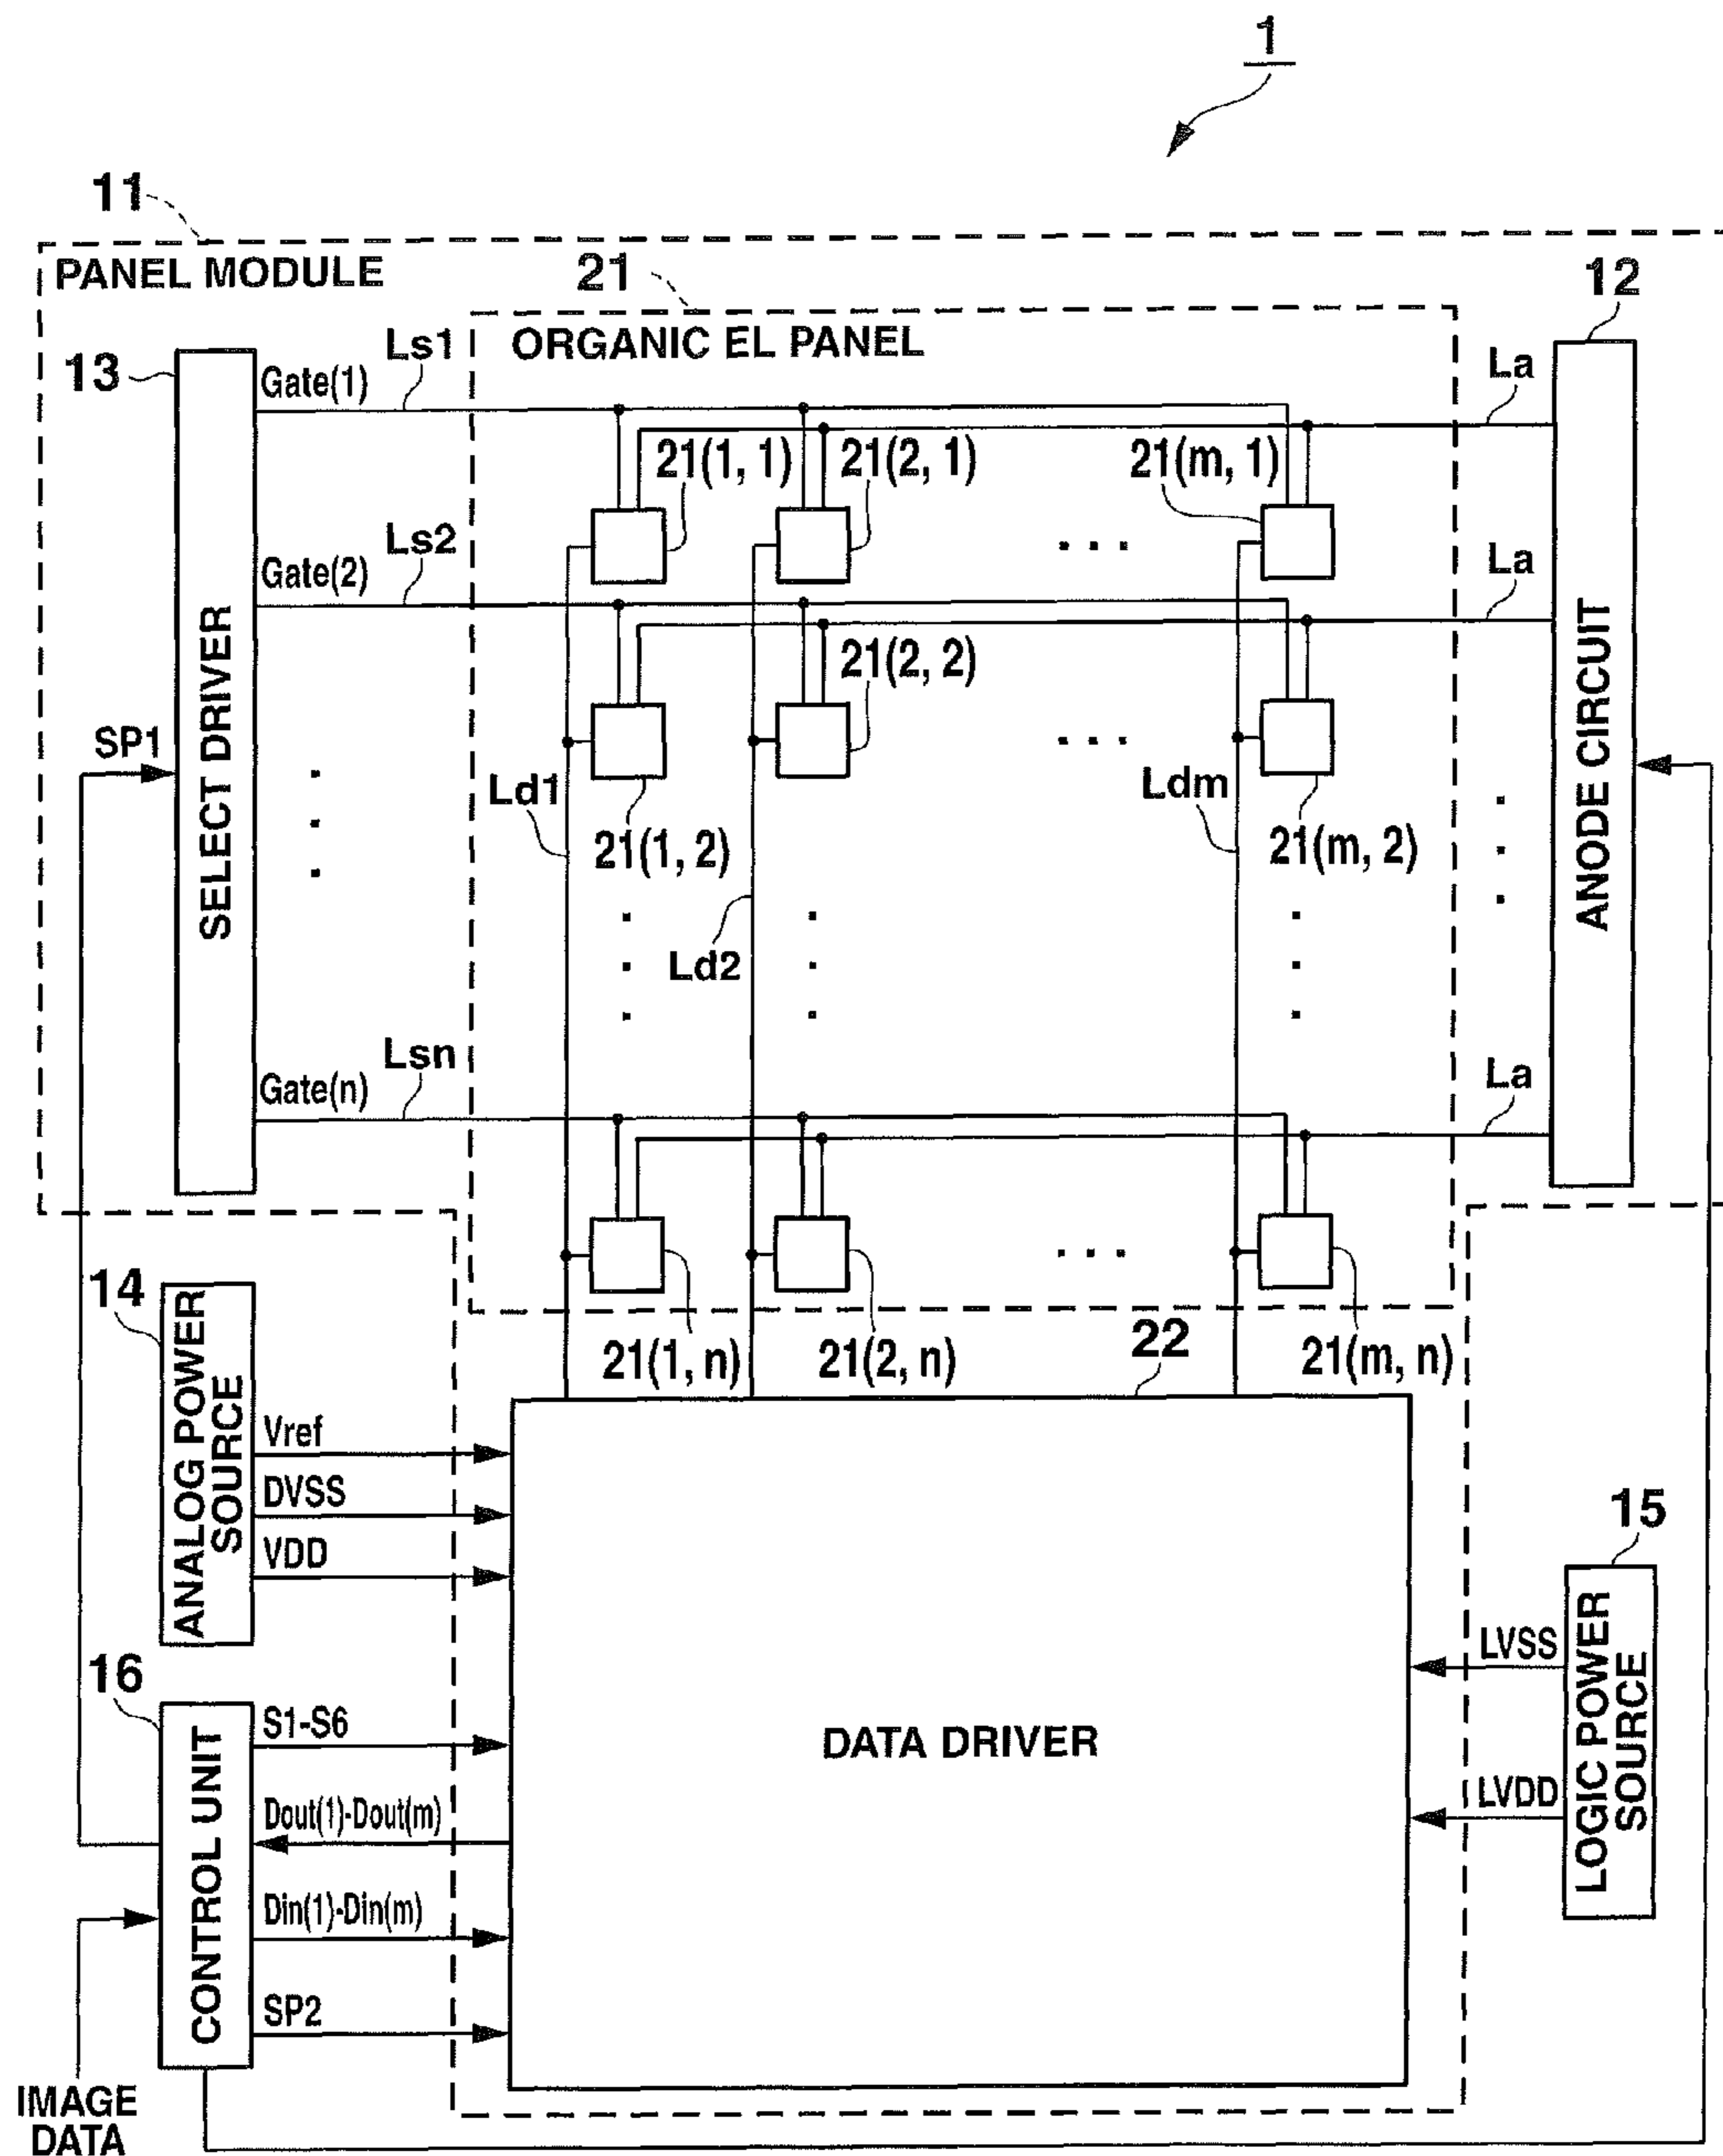 1
11
PANEL MODULE
21
12
ORGANIC EL PANEL
13
Gate(1)
Ls1
La
21(1, 1)
21(2, 1)
21(m, 1)
Gate(2)
Ls2
La
21(2, 2)
SELECT DRIVER
ANODE CIRCUIT
SP1
Ld1
Ldm
21(1, 2)
21(m, 2)
Ld2
Gate(n)
Lsn
La
14
ANALOG POWER
SOURCE
21(1, n)
21(2, n)
22
21(m, n)
Vref
DVSS
VDD
15
LOGIC POWER
SOURCE
LVSS
LVDD
16
CONTROL UNIT
S1-S6
DATA DRIVER
Dout(1)-Dout(m)
Din(1)-Din(m)
SP2
IMAGE
DATA